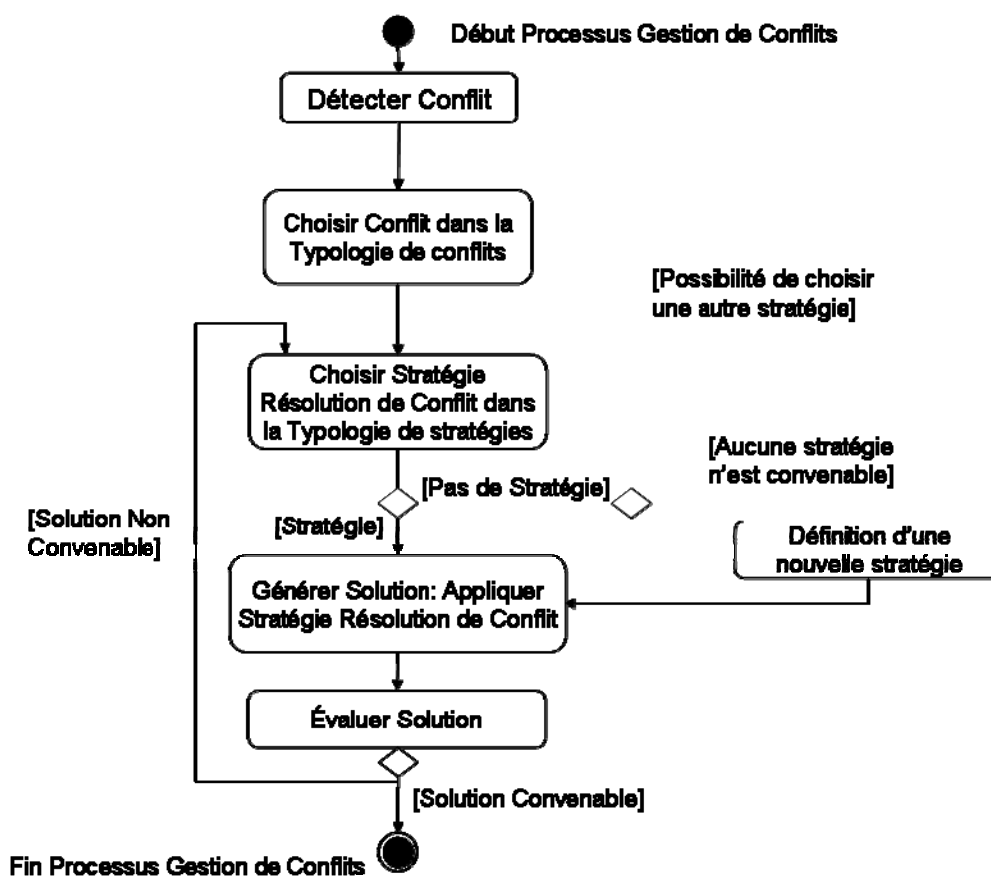 Début Processus Gestion de Conflits
Détecter Conflit
Choisir Conflit dans la
Typologie de conflits
[Possibilité de choisir
une autre stratégie]
Choisir Stratégie
Résolution de Conflit dans
la Typologie de stratégies
[Aucune stratégie
n'est convenable]
[Pas de Stratégie]
[Stratégie]
[Solution Non
Convenable]
Définition d'une
nouvelle stratégie
Générer Solution: Appliquer
Stratégie Résolution de Conflit
Évaluer Solution
[Solution Convenable]
Fin Processus Gestion de Conflits